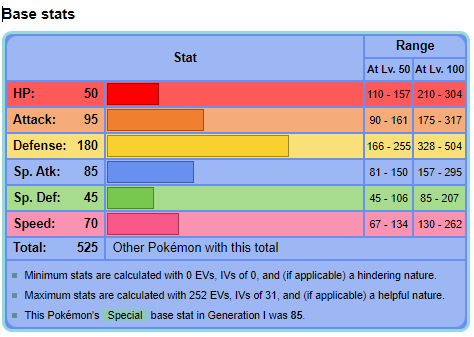 Base stats
Stat Range
At Lv. 50 At Lv. 100
HP: 50 110 - 157 210 - 304
Attack: 95 90 - 161 175 - 317
Defense: 180 166 - 255 328 - 504
Sp. Atk: 85 81 - 150 157 - 295
Sp. Def: 45 45 - 106 85 - 207
Speed: 70 67 - 134 130 - 262
Total: 525 Other Pokémon with this total
Minimum stats are calculated with 0 EVs, IVs of 0, and (if applicable) a hindering nature.
Maximum stats are calculated with 252 EVs, IVs of 31, and (if applicable) a helpful nature.
This Pokémon's Special base stat in Generation I was 85.